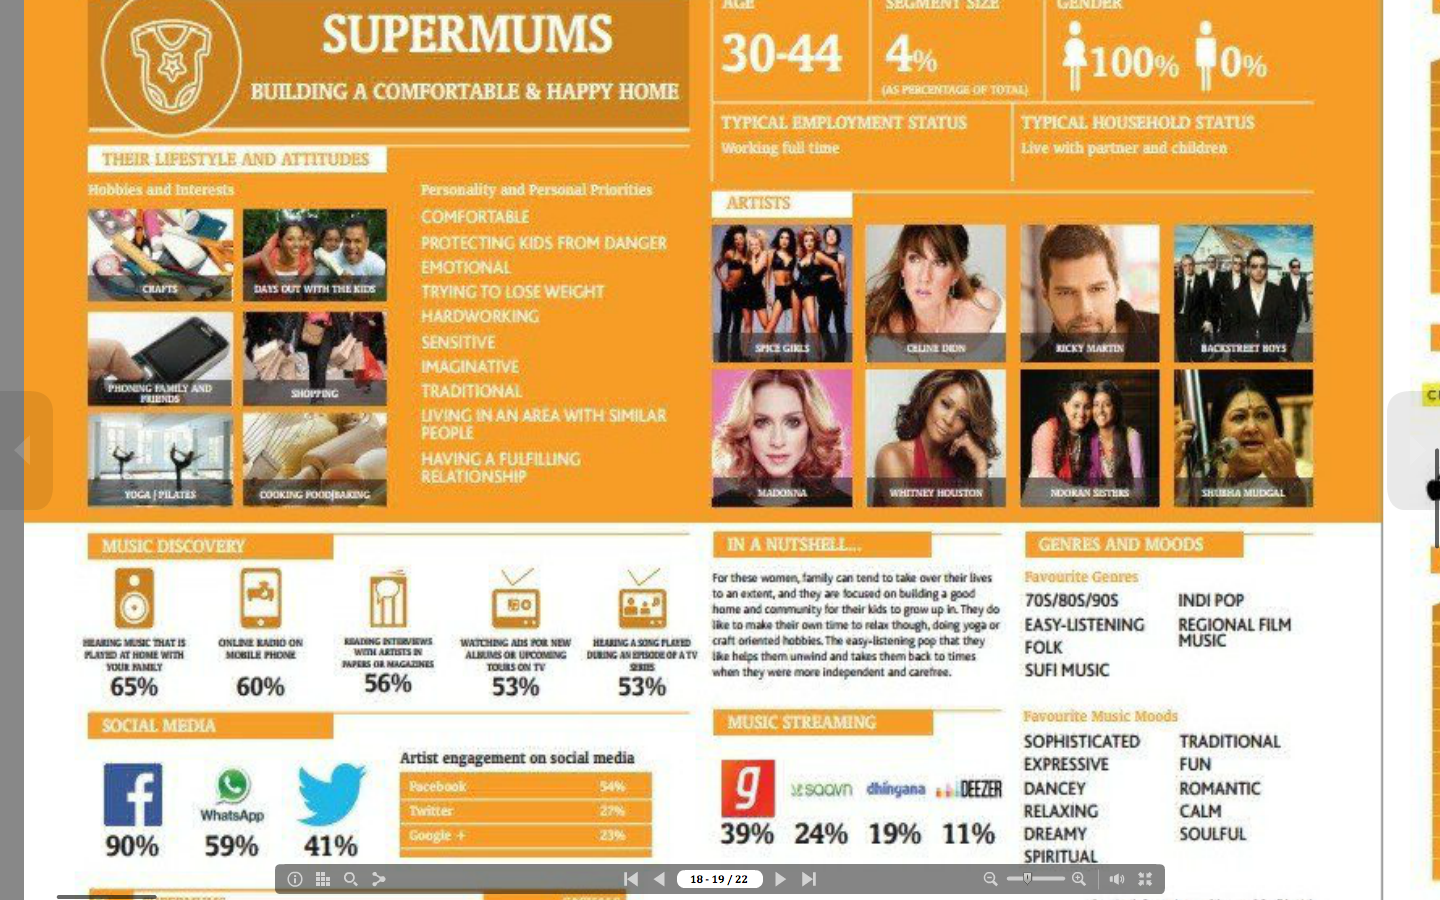 SUPERMUMS
BUILDING A COMFORTABLE & HAPPY HOME
AGE
30-44
SEGMENT SIZE
4%
(AS PERCENTAGE OF TOTAL)
GENDER
100% 0%
TYPICAL EMPLOYMENT STATUS
Working full time
TYPICAL HOUSEHOLD STATUS
Live with partner and children
THEIR LIFESTYLE AND ATTITUDES
Hobbies and Interests
CRAFTS
DAYS OUT WITH THE KIDS
PHONING FAMILY AND
FRIENDS
SHOPPING
YOGA | PILATES
COOKING FOOD|BAKING
Personality and Personal Priorities
COMFORTABLE
PROTECTING KIDS FROM DANGER
EMOTIONAL
TRYING TO LOSE WEIGHT
HARDWORKING
SENSITIVE
IMAGINATIVE
TRADITIONAL
LIVING IN AN AREA WITH SIMILAR
PEOPLE
HAVING A FULFILLING
RELATIONSHIP
ARTISTS
SPICE GIRLS
CELINE DION
RICKY MARTIN
BACKSTREET BOYS
MADONNA
WHITNEY HOUSTON
NOORAN SISTERS
SHUBHA MUDGAL
MUSIC DISCOVERY
HEARING MUSIC THAT IS
PLAYED AT HOME WITH
YOUR FAMILY
65%
ONLINE RADIO ON
MOBILE PHONE
60%
READING INTERVIEWS
WITH ARTISTS IN
PAPERS OR MAGAZINES
56%
WATCHING ADS FOR NEW
ALBUMS OR UPCOMING
TOURS ON TV
53%
HEARING A SONG PLAYED
DURING AN EPISODE OF A TV
SERIES
53%
IN A NUTSHELL...
For these women, family can tend to take over their lives
to an extent, and they are focused on building a good
home and community for their kids to grow up in. They do
like to make their own time to relax though, doing yoga or
craft oriented hobbies. The easy-listening pop that they
like helps them unwind and takes them back to times
when they were more independent and carefree.
GENRES AND MOODS
Favourite Genres
70S/80S/90S
EASY-LISTENING
FOLK
SUFI MUSIC
INDI POP
REGIONAL FILM
MUSIC
Favourite Music Moods
SOPHISTICATED
EXPRESSIVE
DANCEY
RELAXING
DREAMY
SPIRITUAL
TRADITIONAL
FUN
ROMANTIC
CALM
SOULFUL
SOCIAL MEDIA
f
90%
WhatsApp
59%
41%
Artist engagement on social media
Facebook 54%
Twitter 27%
Google + 23%
MUSIC STREAMING
g
39%
saavn
24%
dhingana
19%
DEEZER
11%
18 - 19 / 22